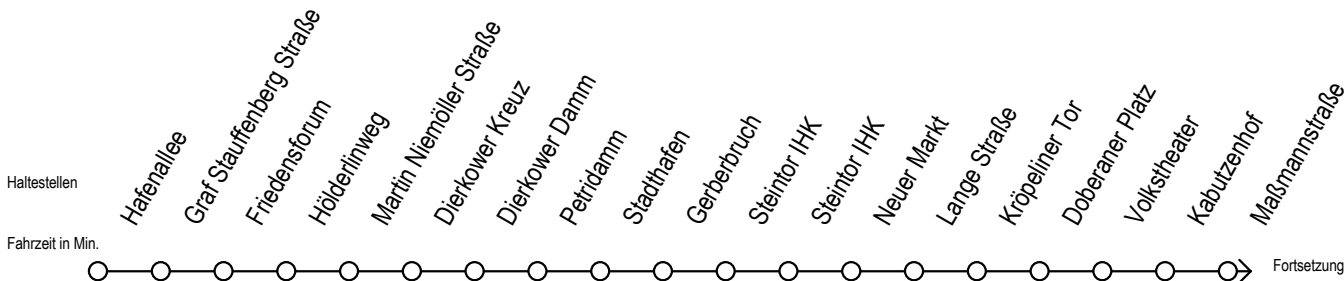 Haltestellen
Hafenallee
Graf Stauffenberg Straße
Friedensforum
Hölderlinweg
Martin Niemöller Straße
Dierkower Kreuz
Dierkower Damm
Petridamm
Stadthafen
Gerberbruch
Steintor IHK
Steintor IHK
Neuer Markt
Lange Straße
Kröpeliner Tor
Doberaner Platz
Volkstheater
Kabutzenhof
Maßmannstraße
Fahrzeit in Min.
Fortsetzung